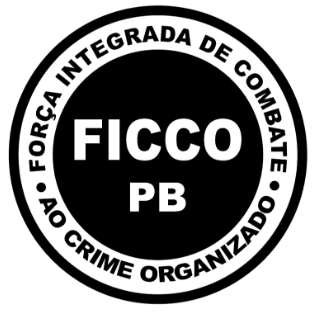 FORÇA INTEGRADA DE COMBATE
FICCO
PB
• AO CRIME ORGANIZADO •